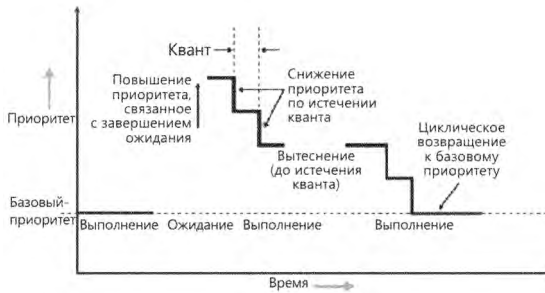 Квант
Повышение
приоритета,
связанное
с завершением
ожидания
Снижение
приоритета
по истечении
кванта
Приоритет
Вытеснение
(до истечения
кванта)
Циклическое
возвращение
к базовому
приоритету
Базовый-
приоритет
Выполнение
Ожидание
Выполнение
Выполнение
Время